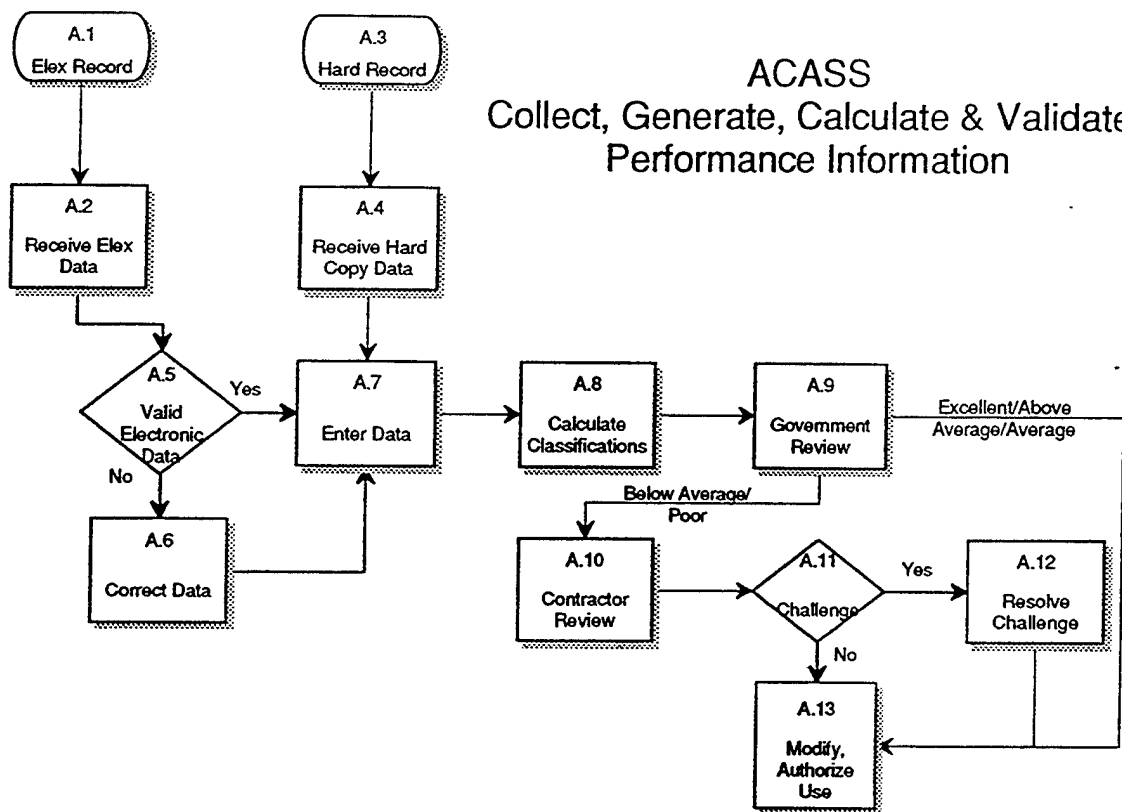 ACASS
Collect, Generate, Calculate & Validate
Performance Information
A.1
Elex Record
A.3
Hard Record
A.2
Receive Elex
Data
A.4
Receive Hard
Copy Data
A.5
Valid
Electronic
Data
Yes
No
A.6
Correct Data
A.7
Enter Data
A.8
Calculate
Classifications
A.9
Government
Review
Excellent/Above
Average/Average
Below Average/
Poor
A.10
Contractor
Review
A.11
Challenge
Yes
No
A.12
Resolve
Challenge
A.13
Modify,
Authorize
Use